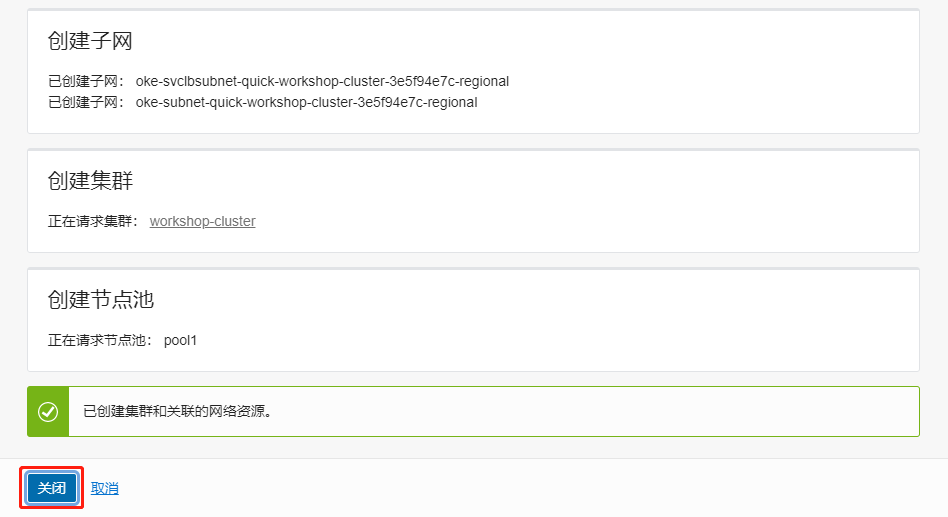 创建子网
已创建子网： oke-svclbsubnet-quick-workshop-cluster-3e5f94e7c-regional
已创建子网： oke-subnet-quick-workshop-cluster-3e5f94e7c-regional
创建集群
正在请求集群： workshop-cluster
创建节点池
正在请求节点池： pool1
已创建集群和关联的网络资源。
关闭 取消